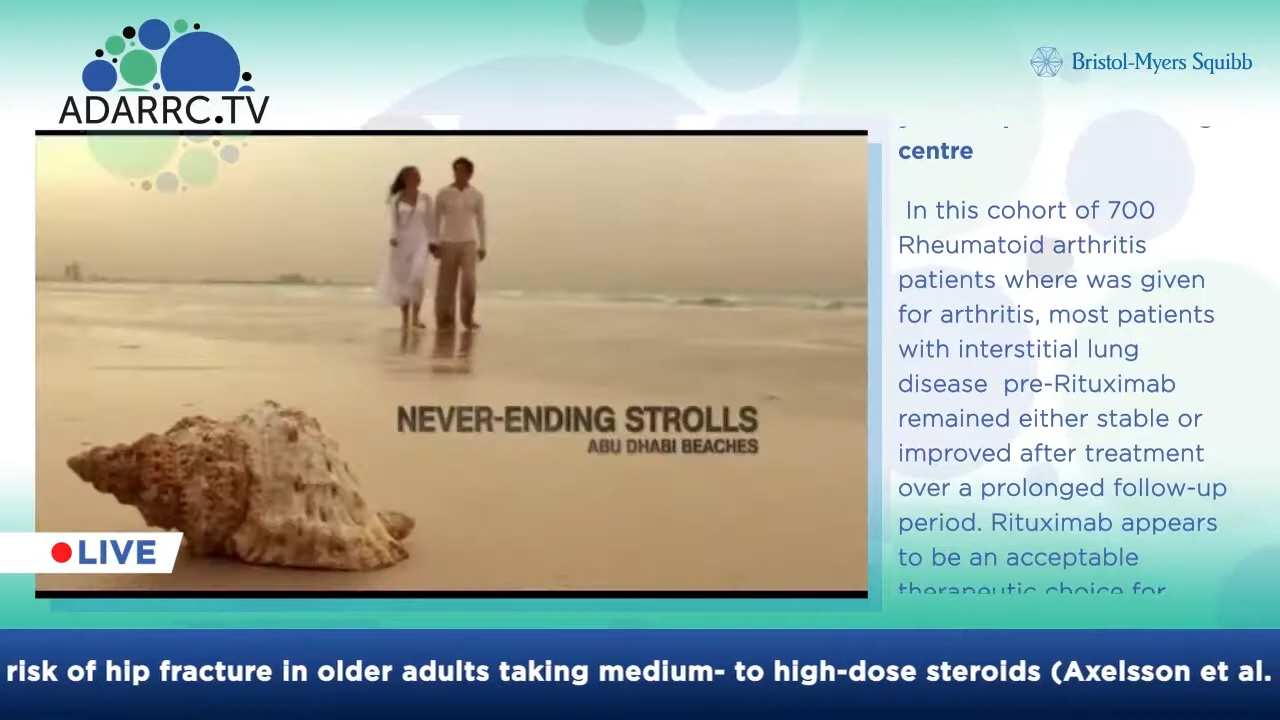 ADARRC.TV
Bristol-Myers Squibb
centre
In this cohort of 700
Rheumatoid arthritis
patients where was given
for arthritis, most patients
with interstitial lung
disease pre-Rituximab
remained either stable or
improved after treatment
over a prolonged follow-up
period. Rituximab appears
to be an acceptable
therapeutic choice for
NEVER-ENDING STROLLS
ABU DHABI BEACHES
LIVE
risk of hip fracture in older adults taking medium- to high-dose steroids (Axelsson et al.